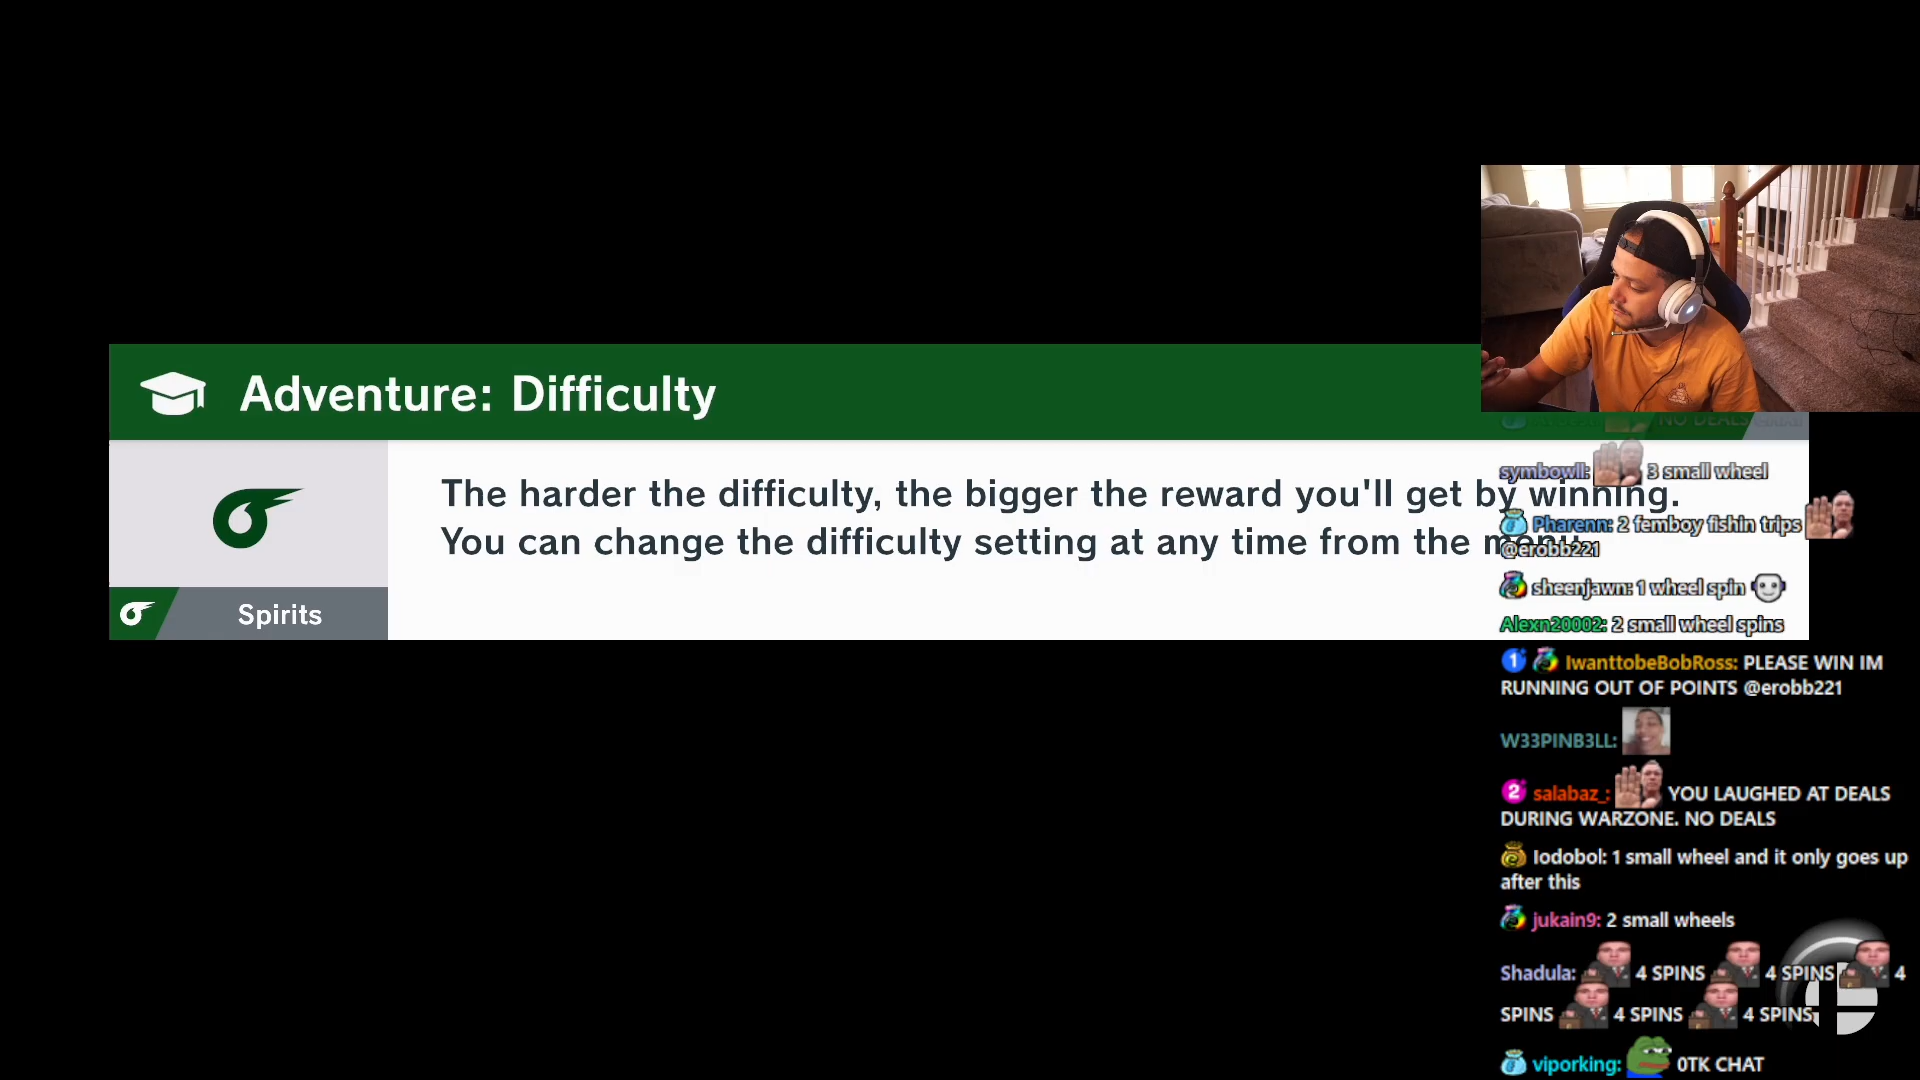 Adventure: Difficulty
The harder the difficulty, the bigger the reward you'll get by winning.
You can change the difficulty setting at any time from the menu.
Spirits
NO DEALS
symbowll: 3 small wheel
Pharenn: 2 femboy fishin trips
@erobb221
sheenjawn: 1 wheel spin
Alexn20002: 2 small wheel spins
IwanttobeBobRoss: PLEASE WIN IM
RUNNING OUT OF POINTS @erobb221
W33PINB3LL:
salabaz_: YOU LAUGHED AT DEALS
DURING WARZONE. NO DEALS
Iodobol: 1 small wheel and it only goes up
after this
jukain9: 2 small wheels
Shadula: 4 SPINS 4 SPINS 4
SPINS 4 SPINS 4 SPINS
viporking: 0TK CHAT